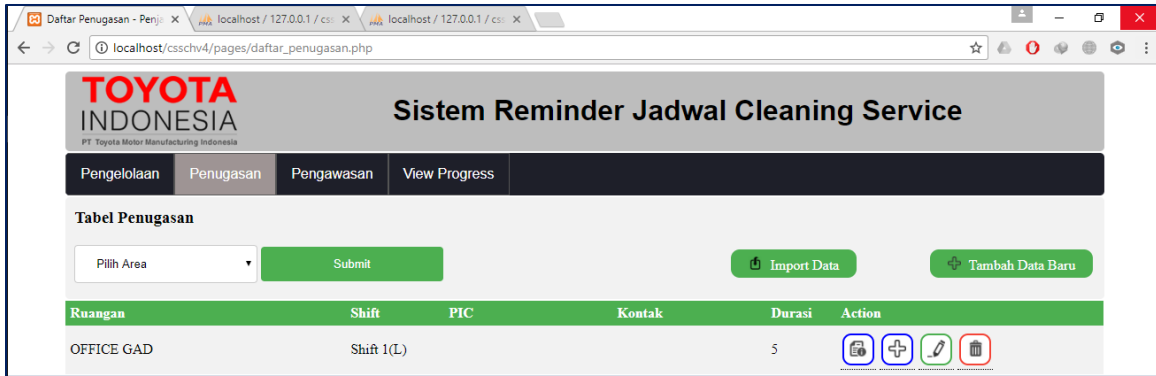 Daftar Penugasan - Penja
localhost / 127.0.0.1 / css
localhost / 127.0.0.1 / css
localhost/csschv4/pages/daftar_penugasan.php
TOYOTA
INDONESIA
PT Toyota Motor Manufacturing Indonesia
Sistem Reminder Jadwal Cleaning Service
Pengelolaan Penugasan Pengawasan View Progress
Tabel Penugasan
Pilih Area Submit Import Data Tambah Data Baru
Ruangan Shift PIC Kontak Durasi Action
OFFICE GAD Shift 1(L) 5